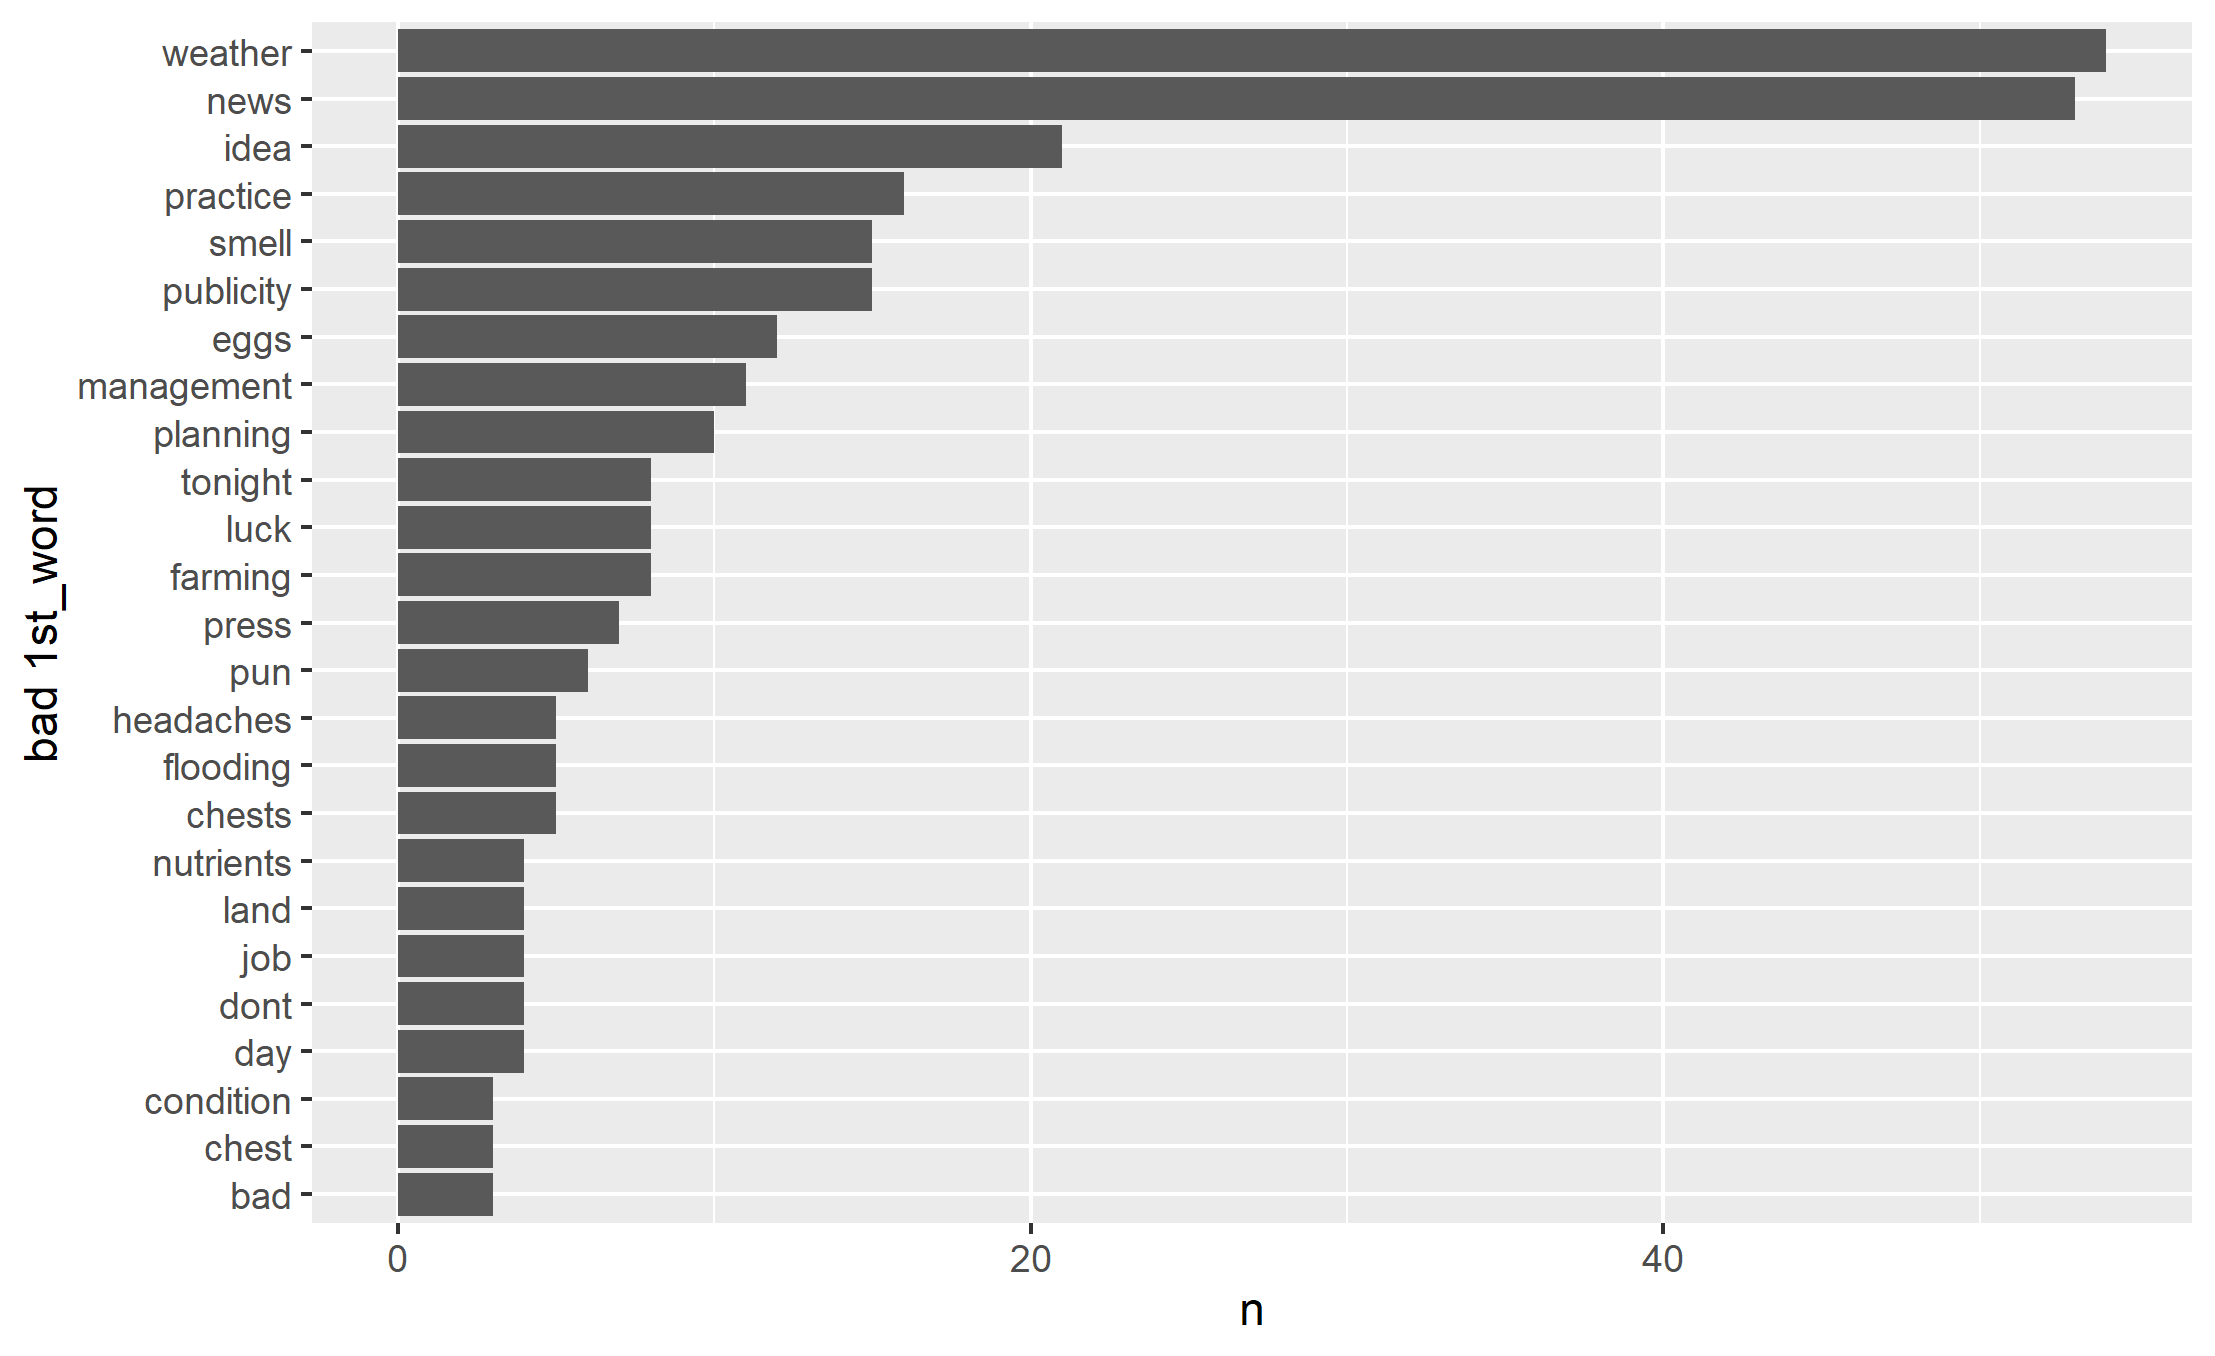 weather
news
idea
practice
smell
publicity
eggs
management
planning
tonight
luck
farming
press
pun
headaches
flooding
chests
nutrients
land
job
dont
day
condition
chest
bad
bad 1st_word
0 20 40
n